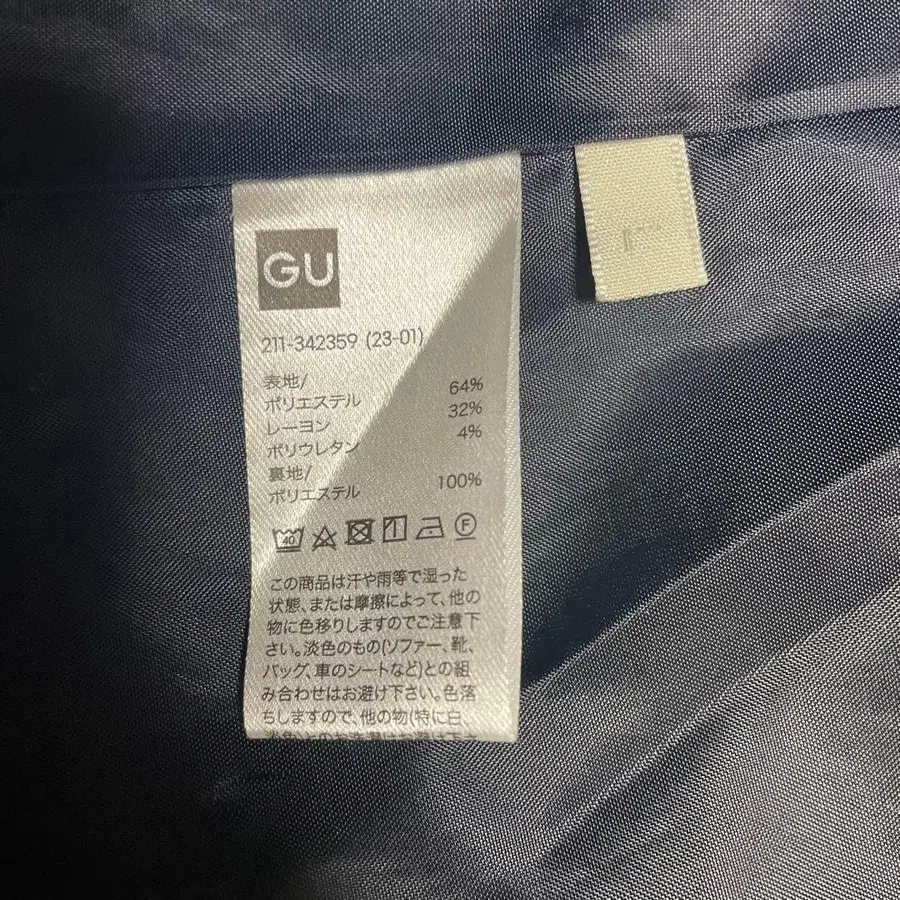 GU
211-342359 (23-01)
表地/
ポリエステル 64%
レーヨン 32%
ポリウレタン 4%
裏地/
ポリエステル 100%
40
F
この商品は汗や雨等で湿った
状態、または摩擦によって、他の
物に色移りしますのでご注意下
さい。淡色のもの(ソファー、靴、
バッグ、車のシートなど)との組
み合わせはお避け下さい。色落
ちしますので、他の物(特に白、